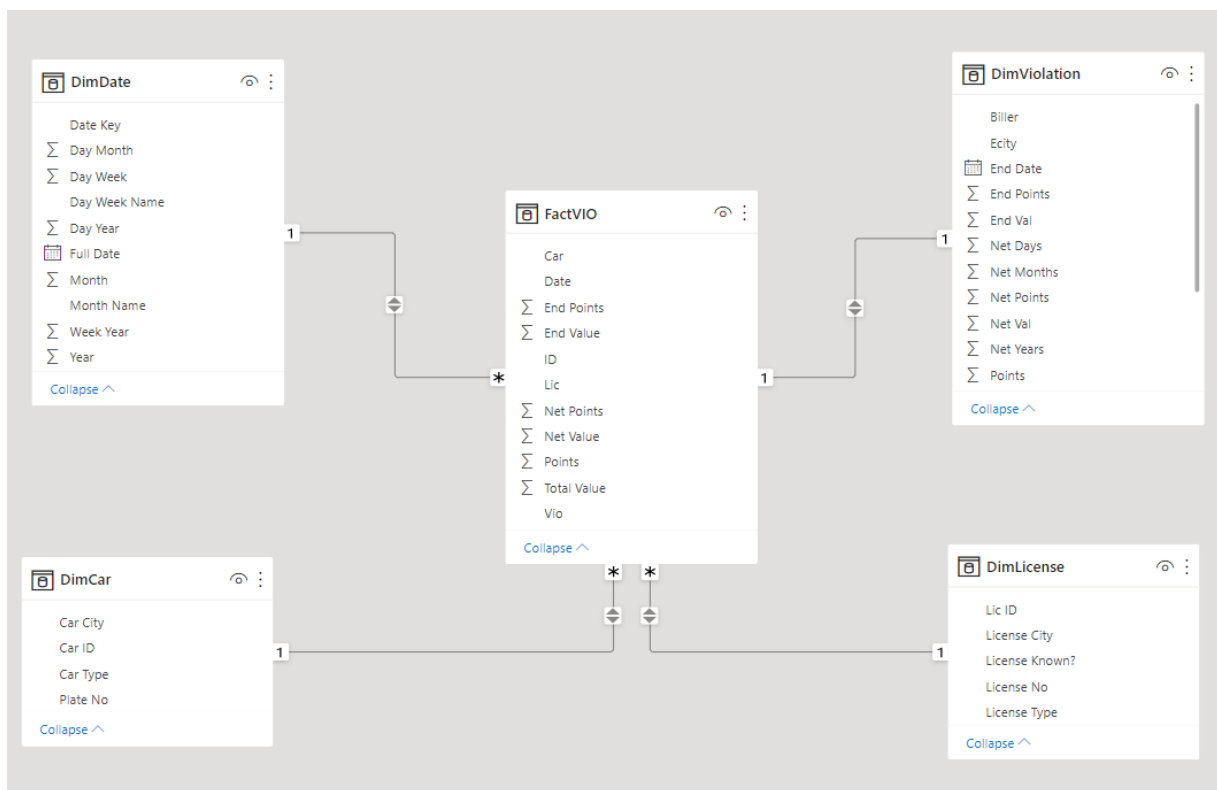 DimDate
Date Key
Day Month
Day Week
Day Week Name
Day Year
Full Date
Month
Month Name
Week Year
Year
Collapse
1
*
FactVIO
Car
Date
End Points
End Value
ID
Lic
Net Points
Net Value
Points
Total Value
Vio
Collapse
1
*
*
DimViolation
Biller
Ecity
End Date
End Points
End Val
Net Days
Net Months
Net Points
Net Val
Net Years
Points
Collapse
1
DimCar
Car City
Car ID
Car Type
Plate No
Collapse
1
DimLicense
Lic ID
License City
License Known?
License No
License Type
Collapse
1